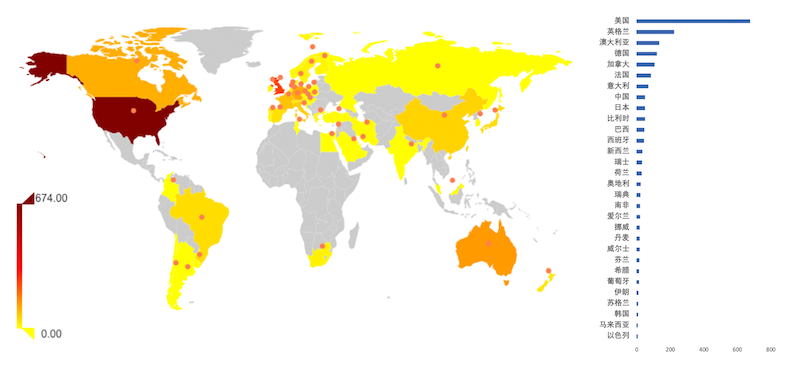 674.00
0.00
美国
英格兰
澳大利亚
德国
加拿大
法国
意大利
中国
日本
比利时
巴西
西班牙
新西兰
瑞士
荷兰
奥地利
瑞典
南非
爱尔兰
挪威
丹麦
威尔士
芬兰
希腊
葡萄牙
伊朗
苏格兰
韩国
马来西亚
以色列
0 200 400 600 800